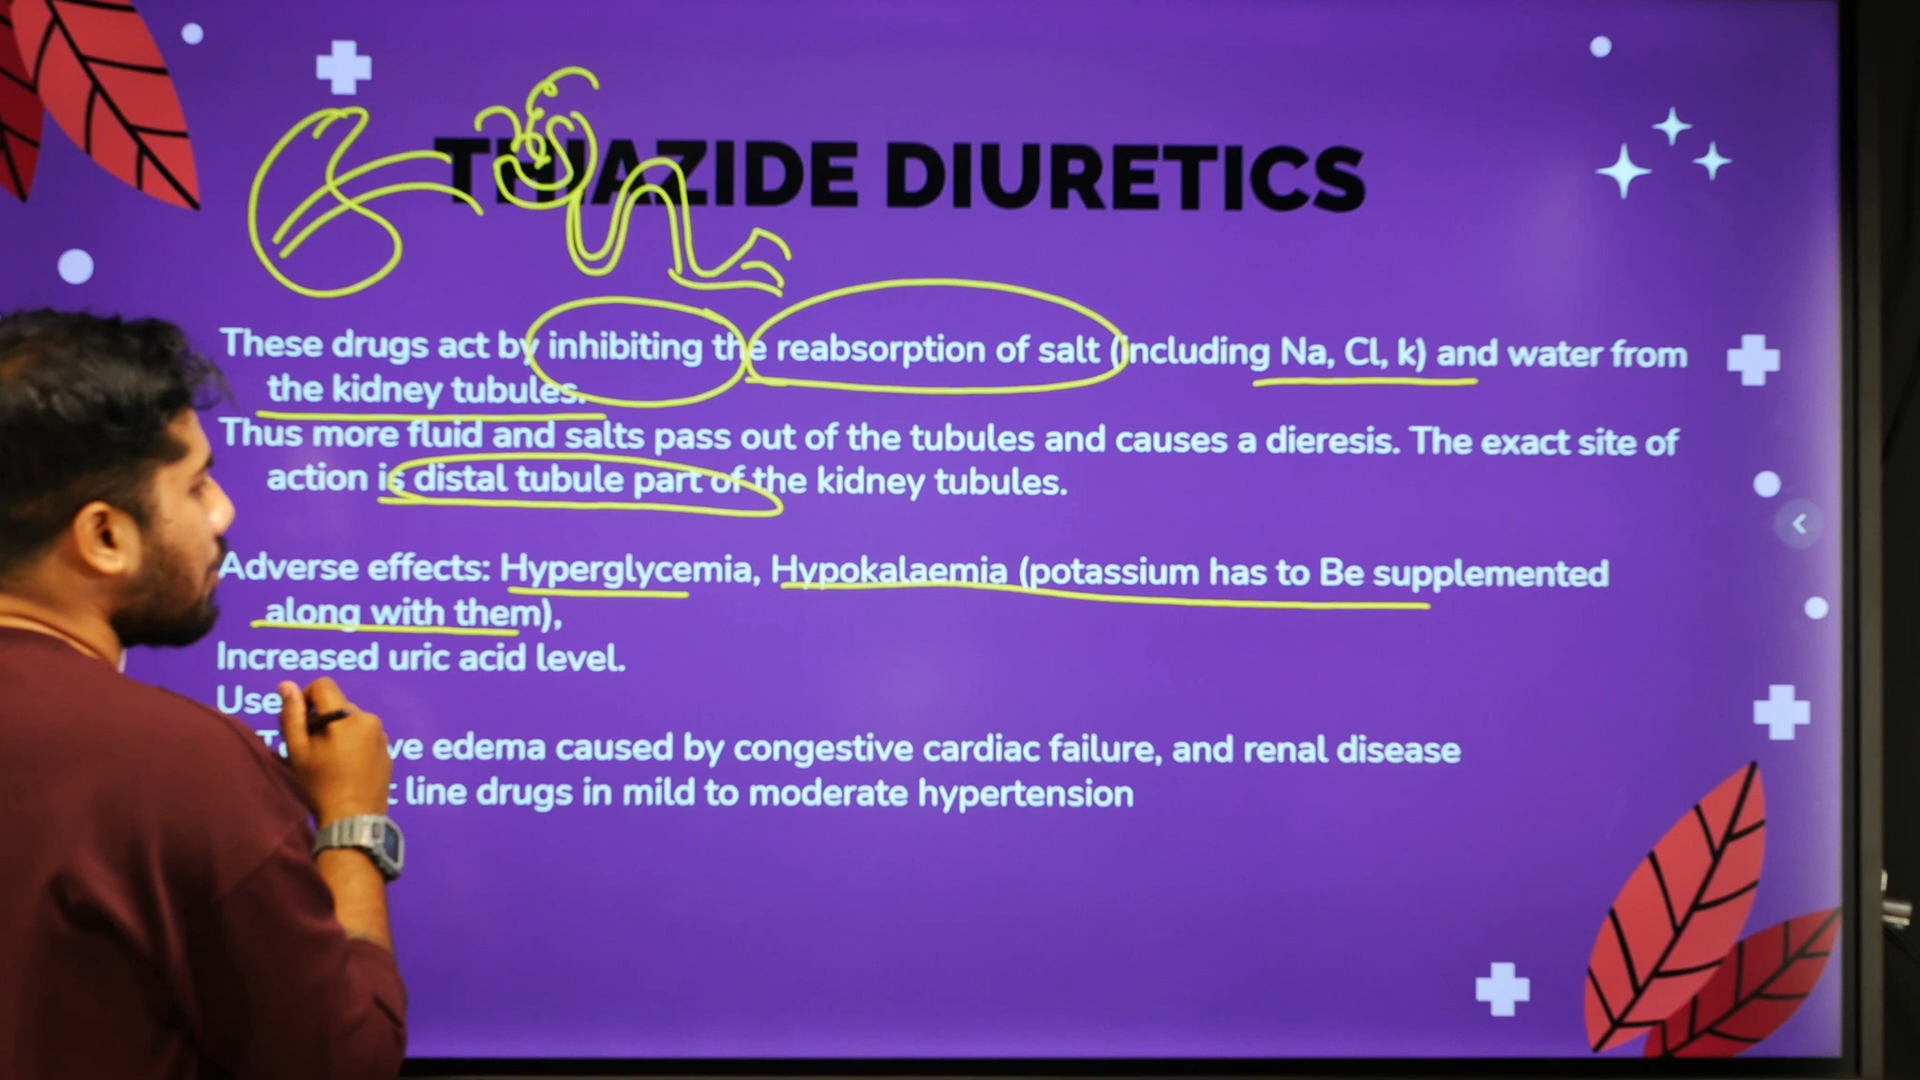 THIAZIDE DIURETICS
These drugs act by inhibiting the reabsorption of salt (including Na, Cl, k) and water from
the kidney tubules.
Thus more fluid and salts pass out of the tubules and causes a dieresis. The exact site of
action is distal tubule part of the kidney tubules.
Adverse effects: Hyperglycemia, Hypokalaemia (potassium has to Be supplemented
along with them),
Increased uric acid level.
Use
edema caused by congestive cardiac failure, and renal disease
line drugs in mild to moderate hypertension